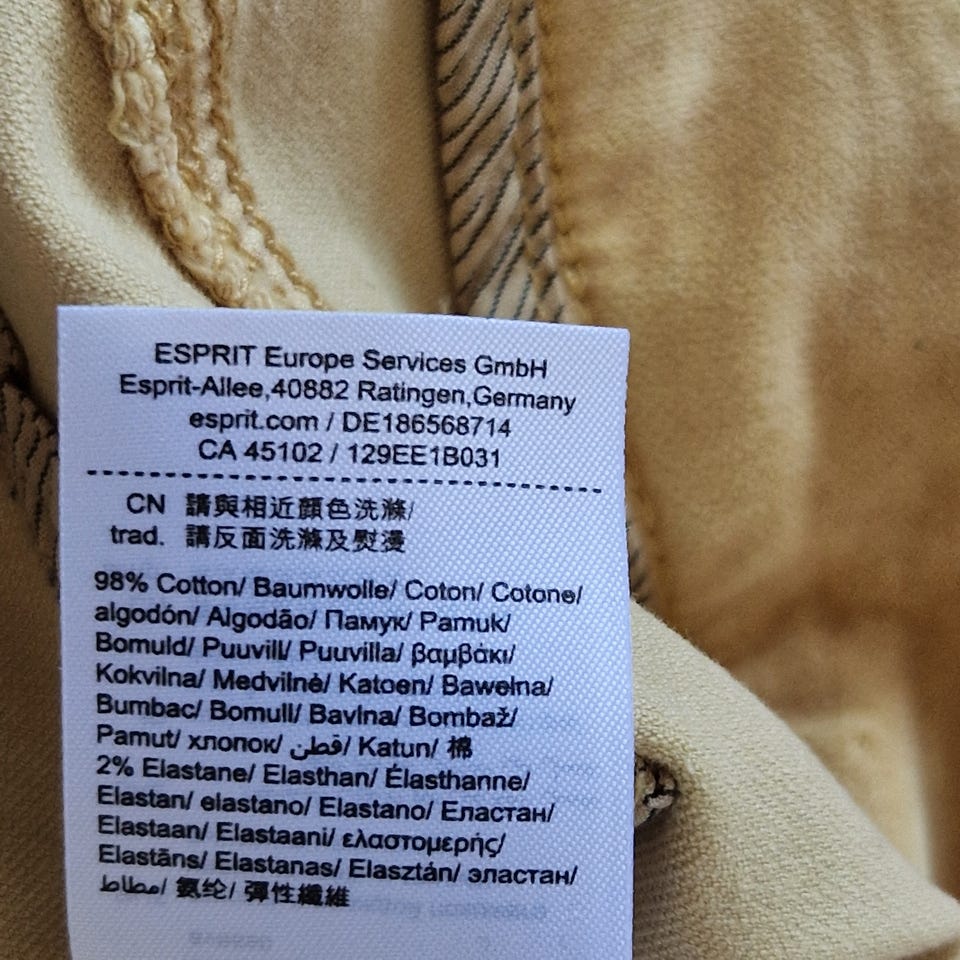 ESPRIT Europe Services GmbH
Esprit-Allee,40882 Ratingen,Germany
esprit.com / DE186568714
CA 45102 / 129EE1B031
CN 請與相近顏色洗滌/
trad. 請反面洗滌及熨燙
98% Cotton/ Baumwolle/ Coton/ Cotone/
algodón/ Algodão/ Памук/ Pamuk/
Bomuld/ Puuvill/ Puuvilla/ βαμβάκι/
Kokvilna/ Medvilnė/ Katoen/ Bawełna/
Bumbac/ Bomull/ Bavlna/ Bombaž/
Pamut/ хлопок/ قطن/ Katun/ 棉
2% Elastane/ Elasthan/ Élasthanne/
Elastan/ elastano/ Elastano/ Еластан/
Elastaan/ Elastaani/ ελαστομερής/
Elastāns/ Elastanas/ Elasztán/ эластан/
مطاط/ 氨纶/ 彈性纖維